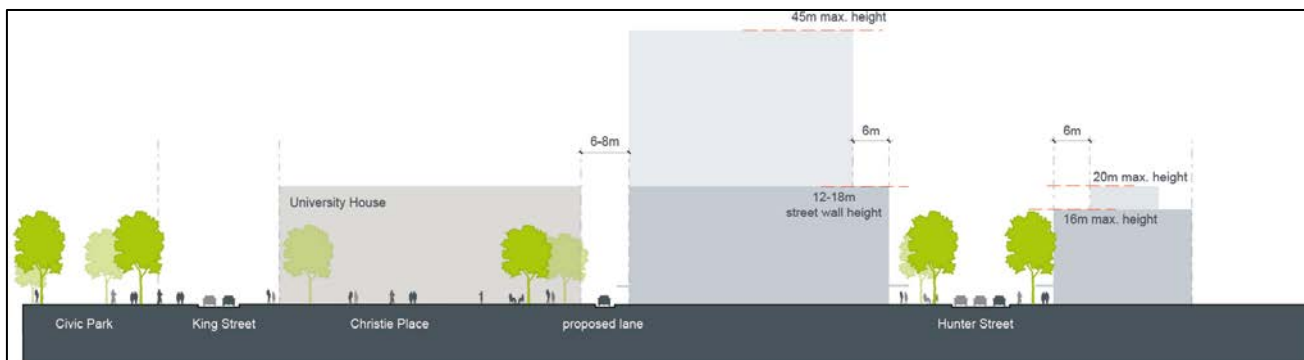 45m max. height
6-8m
6m
6m
20m max. height
University House
12-18m
street wall height
16m max. height
Civic Park
King Street
Christie Place
proposed lane
Hunter Street